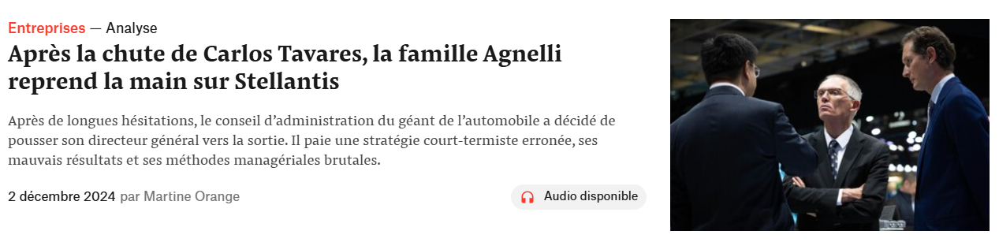 Entreprises — Analyse
Après la chute de Carlos Tavares, la famille Agnelli
reprend la main sur Stellantis
Après de longues hésitations, le conseil d’administration du géant de l’automobile a décidé de
pousser son directeur général vers la sortie. Il paie une stratégie court-termiste erronée, ses
mauvais résultats et ses méthodes managériales brutales.
2 décembre 2024 par Martine Orange
Audio disponible